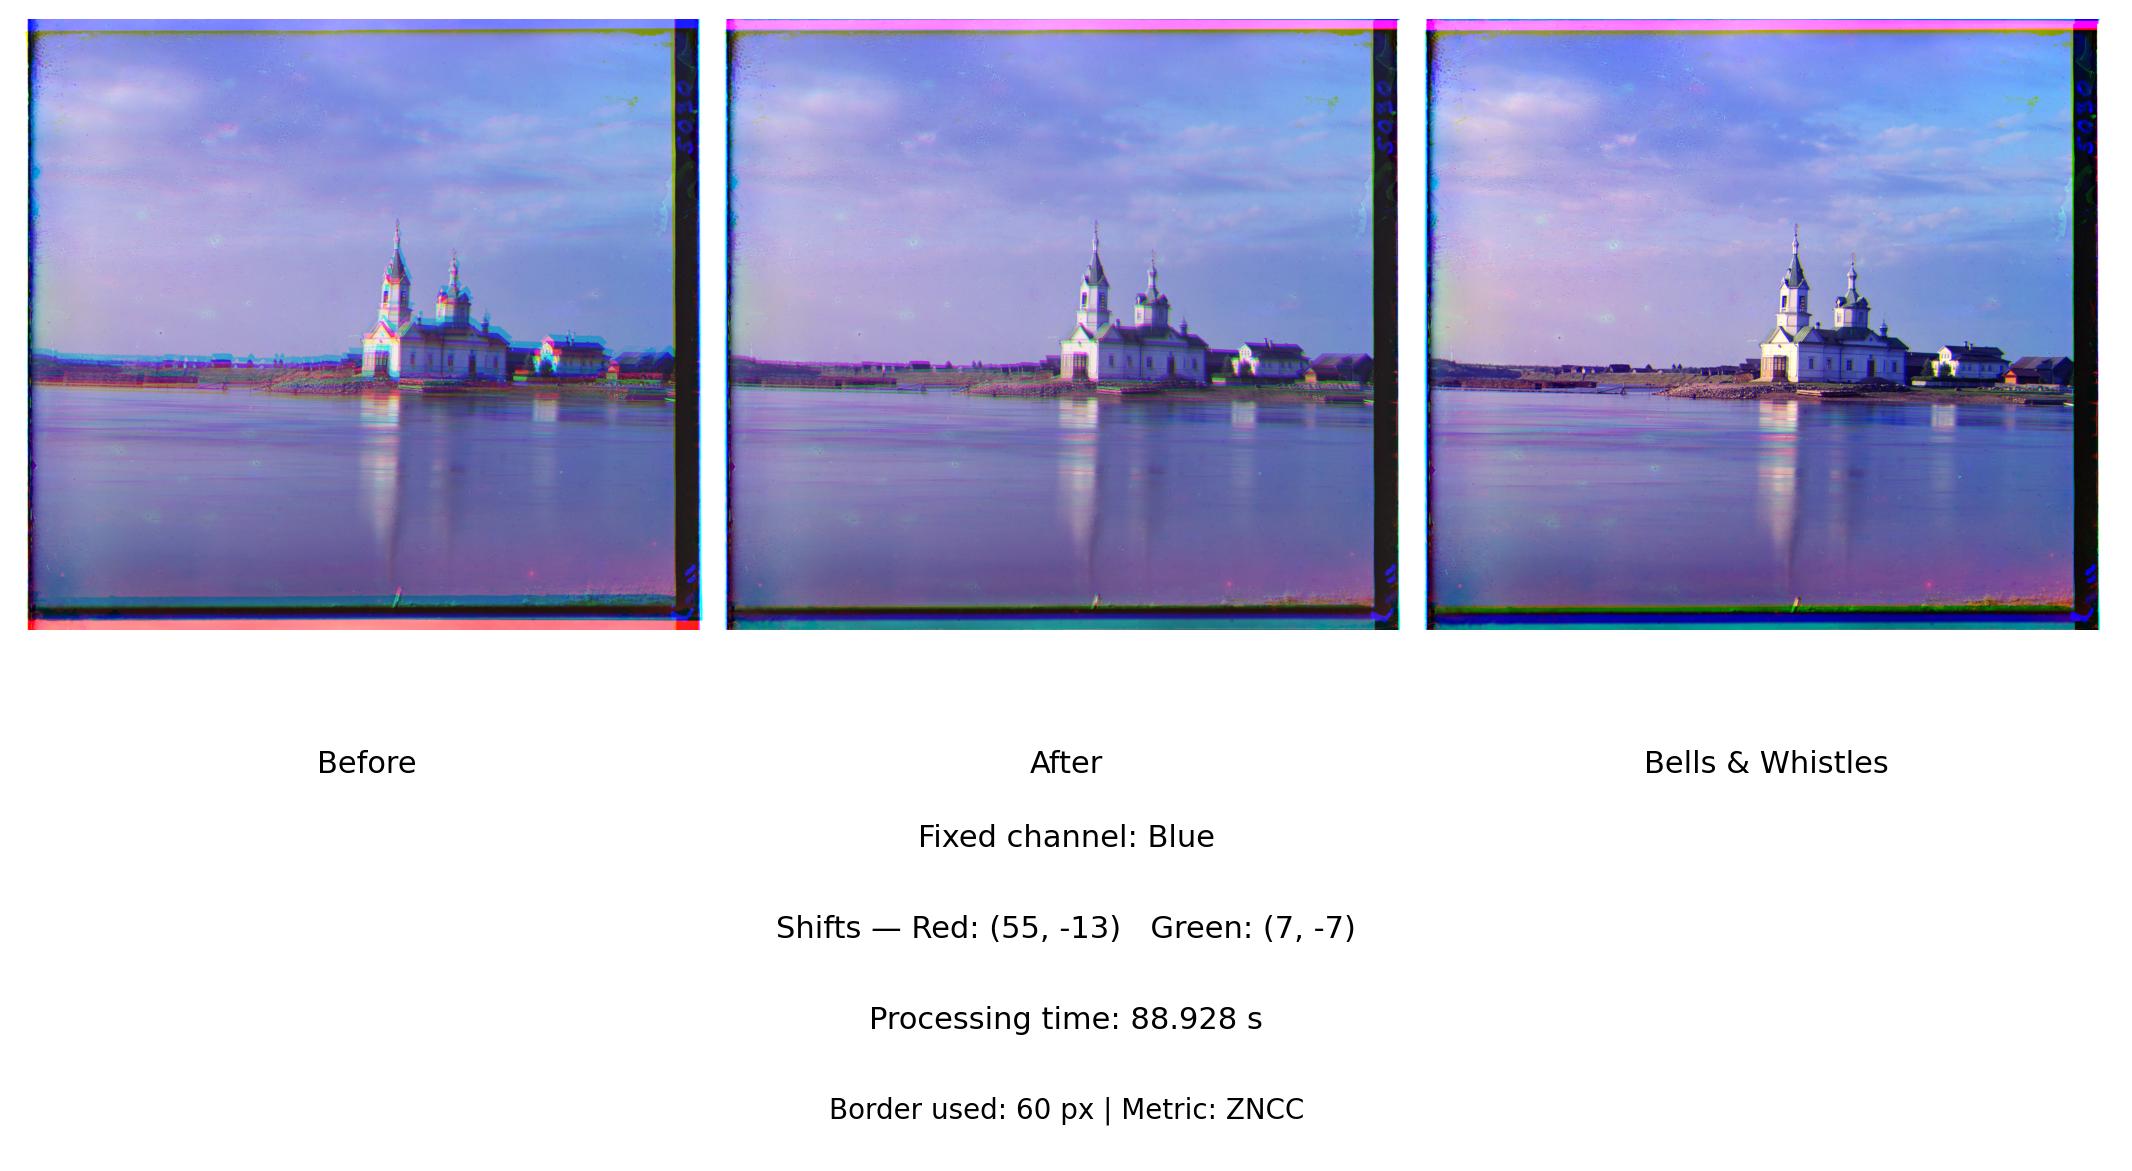 Before
After
Bells & Whistles
Fixed channel: Blue
Shifts — Red: (55, -13)   Green: (7, -7)
Processing time: 88.928 s
Border used: 60 px | Metric: ZNCC